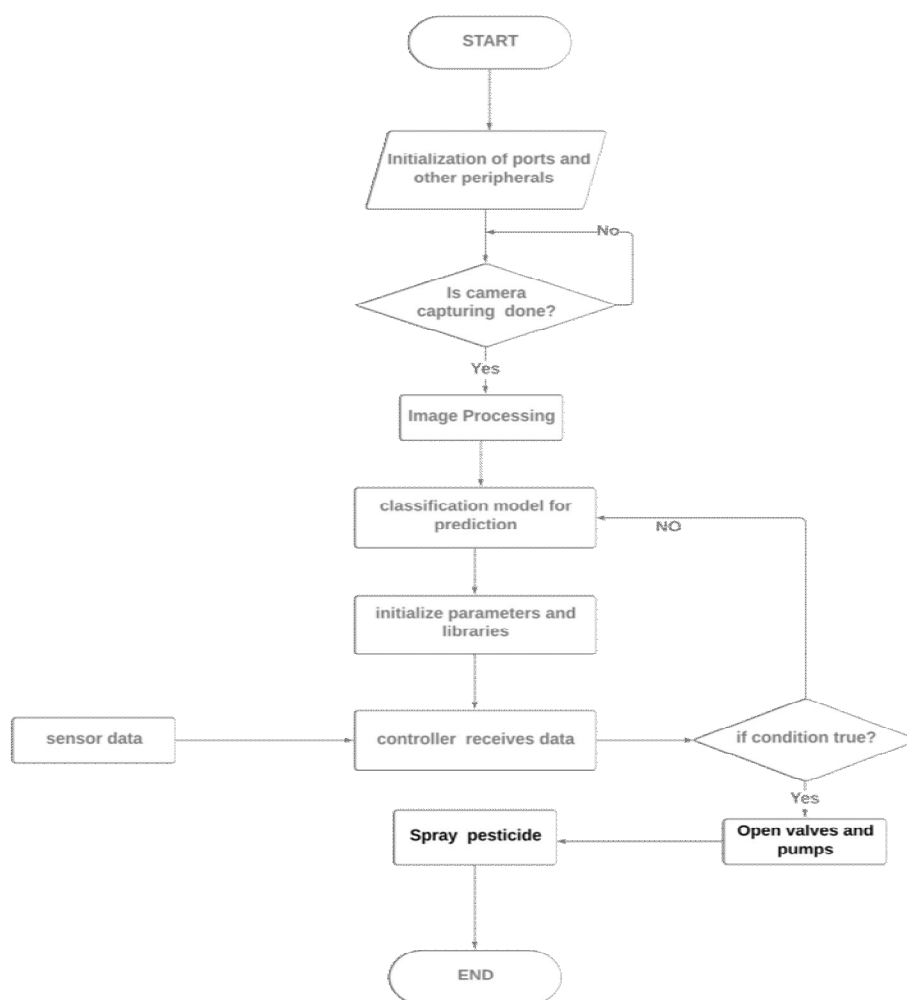 START
Initialization of ports and
other peripherals
No
Is camera
capturing done?
Yes
Image Processing
classification model for
prediction
NO
initialize parameters and
libraries
sensor data
controller receives data
if condition true?
Yes
Spray pesticide
Open valves and
pumps
END